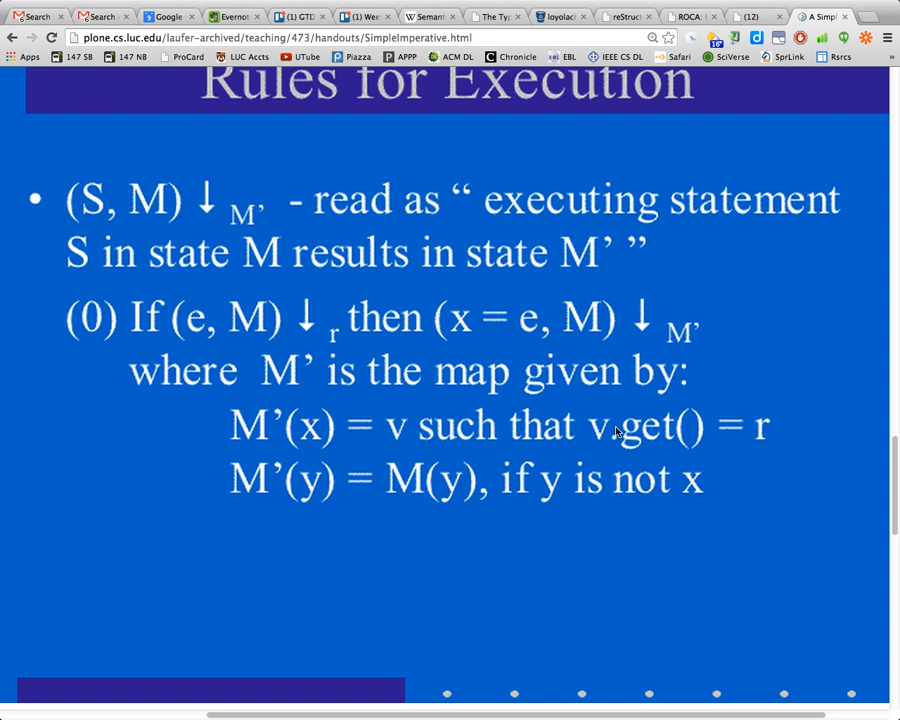 Search
Search
Google
Evernot
(1) GTD
(1) Wee
Semant
The Typ
loyolacl
reStruct
ROCA:
(12)
A Simpl
plone.cs.luc.edu/laufer-archived/teaching/473/handouts/SimpleImperative.html
16°
Apps 147 SB 147 NB ProCard LUC Accts UTube Piazza APPP ACM DL Chronicle EBL IEEE CS DL Safari SciVerse SprLink Rsrcs »
Rules for Execution
• (S, M) ↓ M’ - read as “ executing statement
S in state M results in state M’ ”
(0) If (e, M) ↓ r then (x = e, M) ↓ M’
where M’ is the map given by:
M’(x) = v such that v.get() = r
M’(y) = M(y), if y is not x